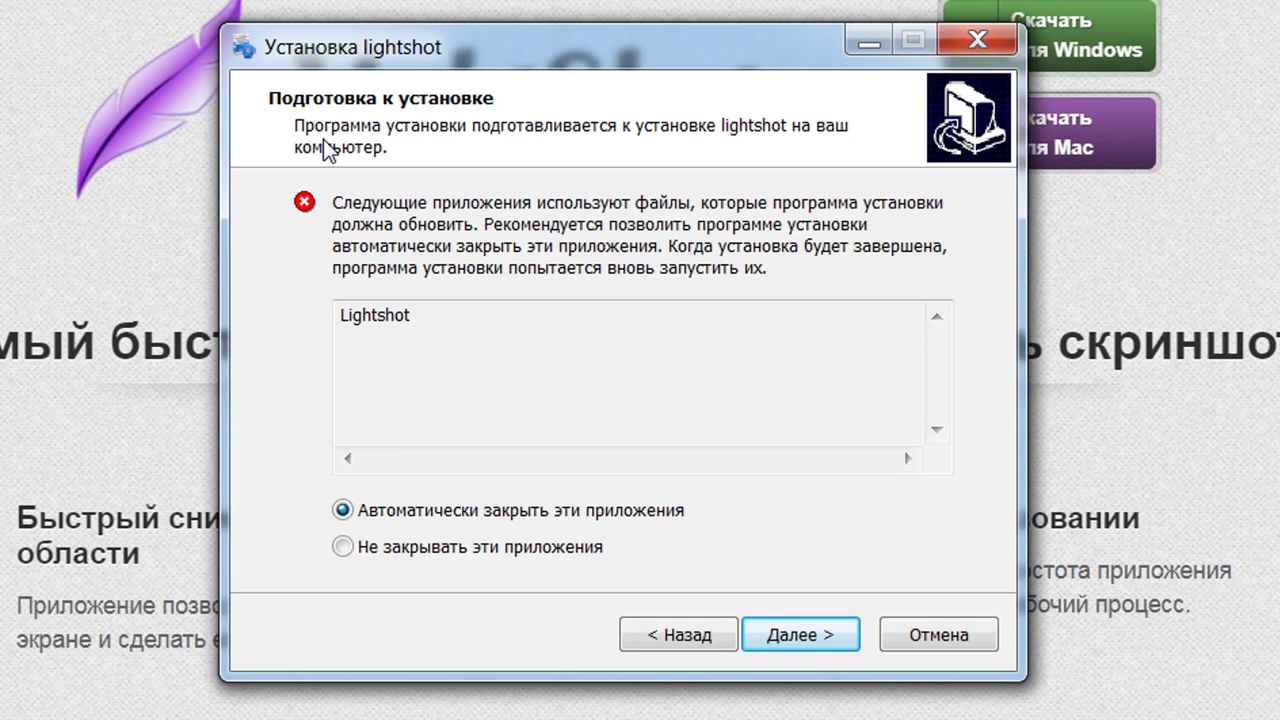 Скачать
для Windows
Установка lightshot
Подготовка к установке
Программа установки подготавливается к установке lightshot на ваш
компьютер.
Скачать
для Mac
Следующие приложения используют файлы, которые программа установки
должна обновить. Рекомендуется позволить программе установки
автоматически закрыть эти приложения. Когда установка будет завершена,
программа установки попытается вновь запустить их.
Lightshot
мый быст
ь скриншот
Автоматически закрыть эти приложения
Не закрывать эти приложения
Быстрый сни
области
овании
Приложение позво
экране и сделать
остота приложения
бочий процесс.
< Назад
Далее >
Отмена